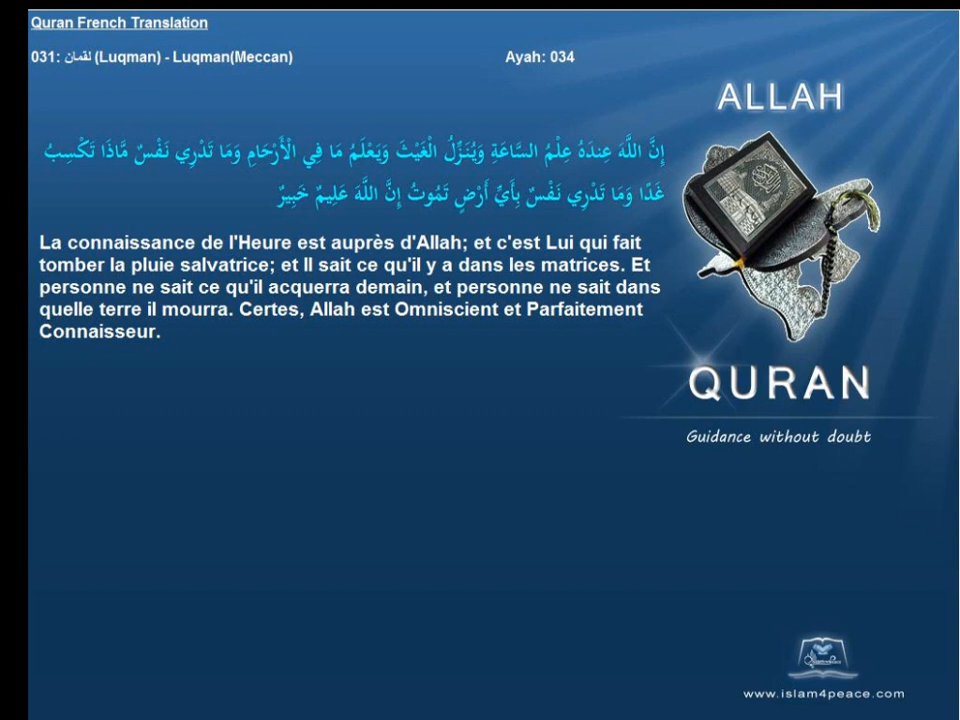 Quran French Translation
031: لقمان (Luqman) - Luqman(Meccan)
Ayah: 034
ALLAH
إِنَّ اللَّهَ عِندَهُ عِلْمُ السَّاعَةِ وَيُنَزِّلُ الْغَيْثَ وَيَعْلَمُ مَا فِي الْأَرْحَامِ وَمَا تَدْرِي نَفْسٌ مَّاذَا تَكْسِبُ
غَدًا وَمَا تَدْرِي نَفْسٌ بِأَيِّ أَرْضٍ تَمُوتُ إِنَّ اللَّهَ عَلِيمٌ خَبِيرٌ
La connaissance de l'Heure est auprès d'Allah; et c'est Lui qui fait
tomber la pluie salvatrice; et Il sait ce qu'il y a dans les matrices. Et
personne ne sait ce qu'il acquerra demain, et personne ne sait dans
quelle terre il mourra. Certes, Allah est Omniscient et Parfaitement
Connaisseur.
QURAN
Guidance without doubt
www.islam4peace.com